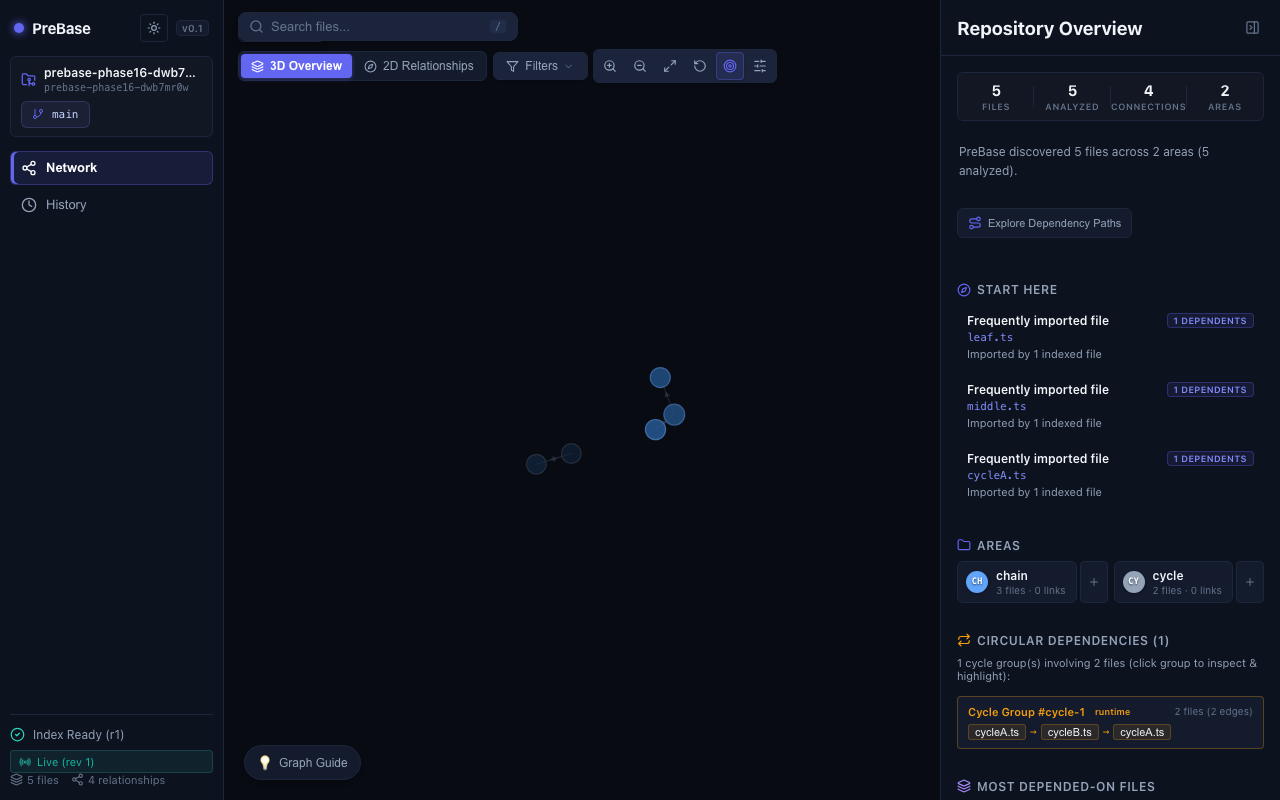 PreBase
v0.1
prebase-phase16-dwb7...
prebase-phase16-dwb7mr0w
main
Network
History
Index Ready (r1)
Live (rev 1)
5 files
4 relationships
Search files...
/
3D Overview
2D Relationships
Filters
Graph Guide
Repository Overview
5
FILES
5
ANALYZED
4
CONNECTIONS
2
AREAS
PreBase discovered 5 files across 2 areas (5
analyzed).
Explore Dependency Paths
START HERE
Frequently imported file
1 DEPENDENTS
leaf.ts
Imported by 1 indexed file
Frequently imported file
1 DEPENDENTS
middle.ts
Imported by 1 indexed file
Frequently imported file
1 DEPENDENTS
cycleA.ts
Imported by 1 indexed file
AREAS
CH
chain
3 files · 0 links
+
CY
cycle
2 files · 0 links
+
CIRCULAR DEPENDENCIES (1)
1 cycle group(s) involving 2 files (click group to inspect &
highlight):
Cycle Group #cycle-1 runtime 2 files (2 edges)
cycleA.ts → cycleB.ts → cycleA.ts
MOST DEPENDED-ON FILES